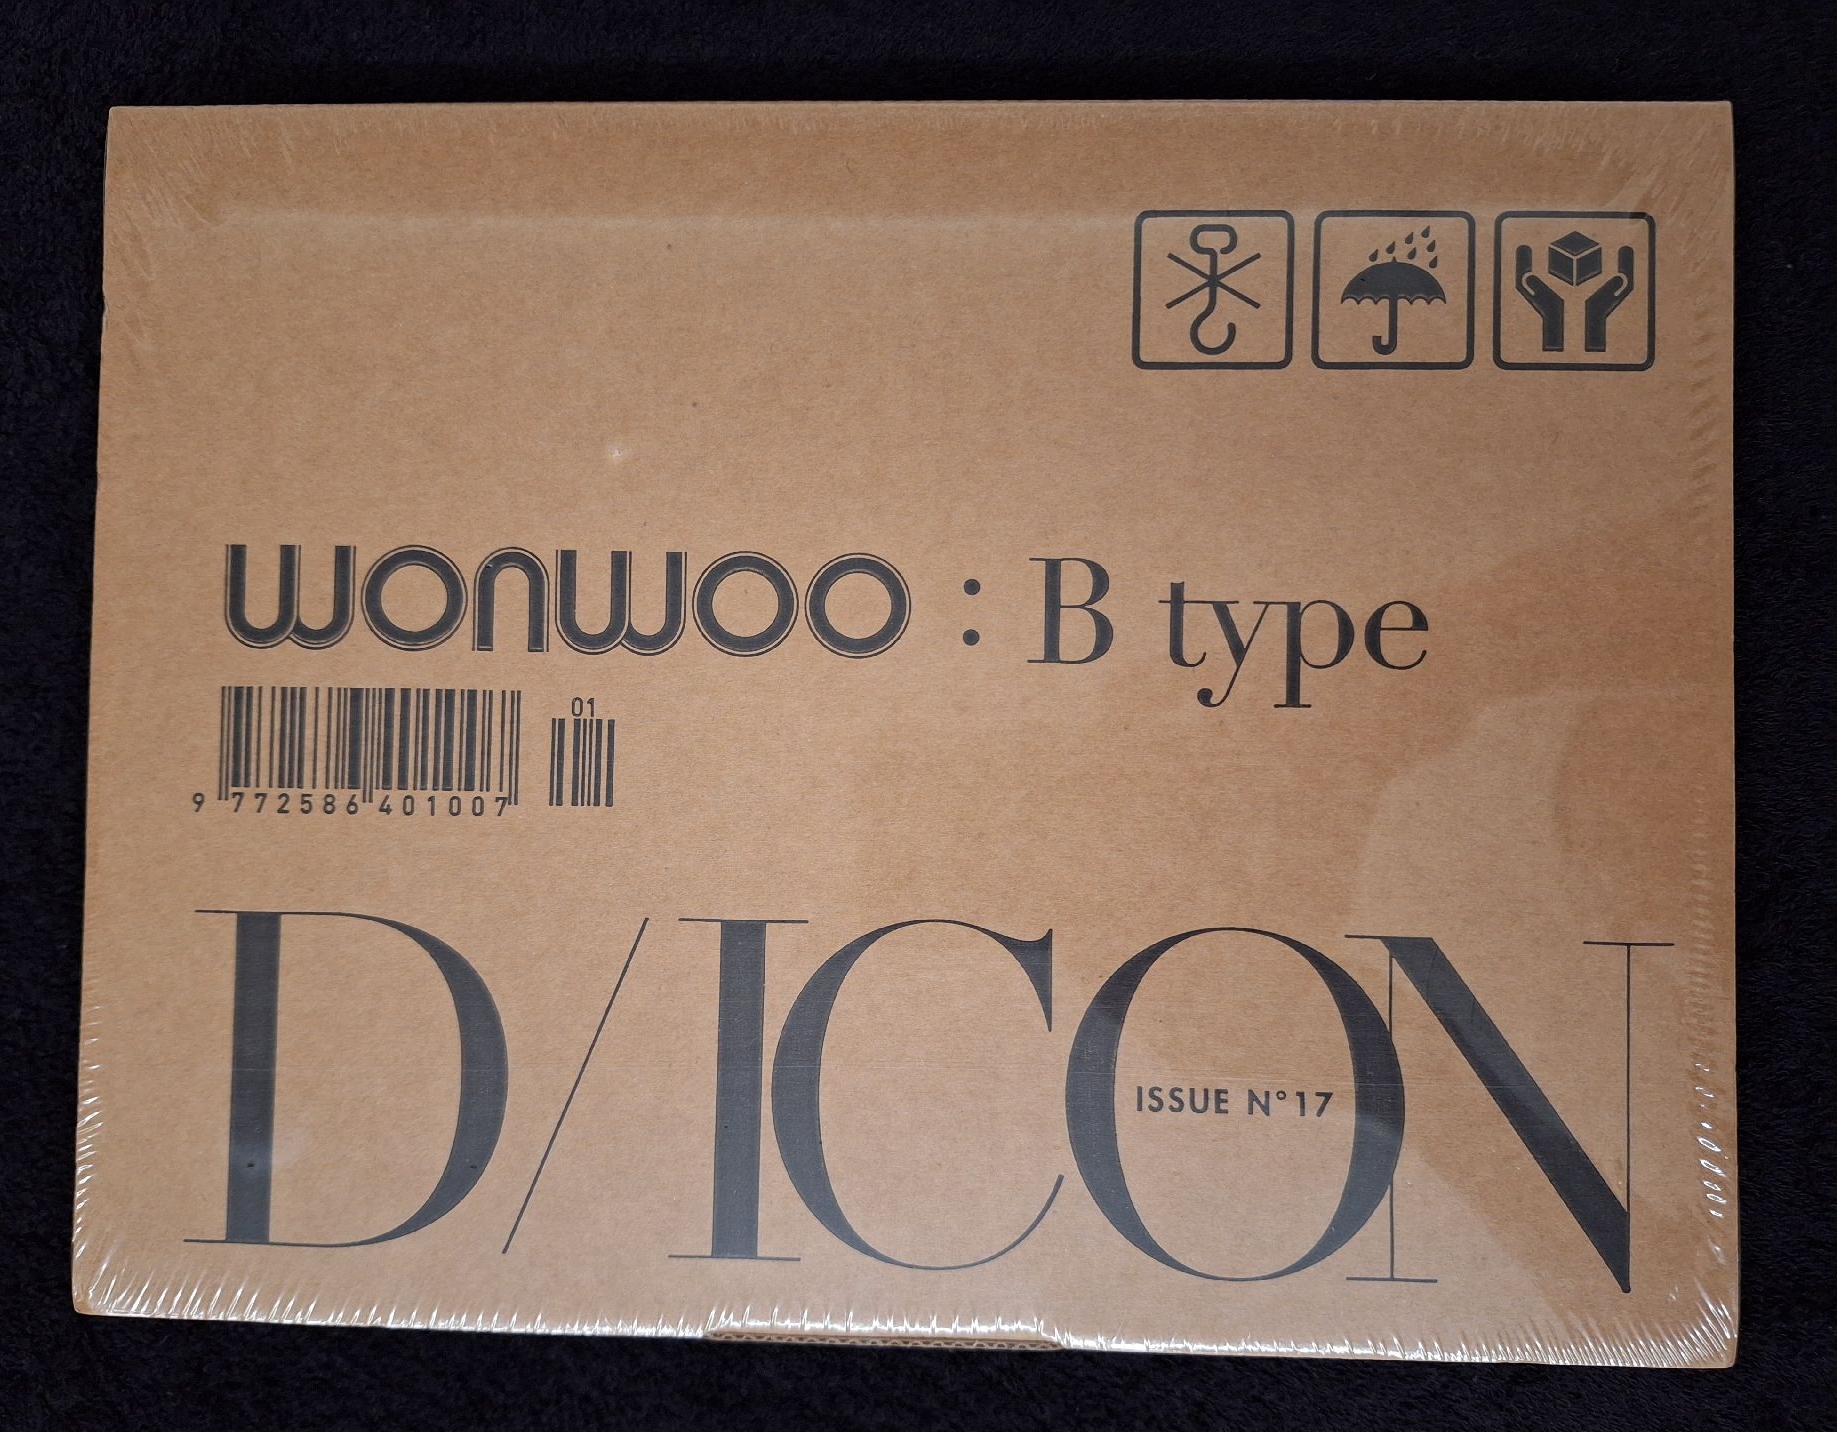 wonwoo : B type
01
9 772586 401007
D/ICON
ISSUE N°17